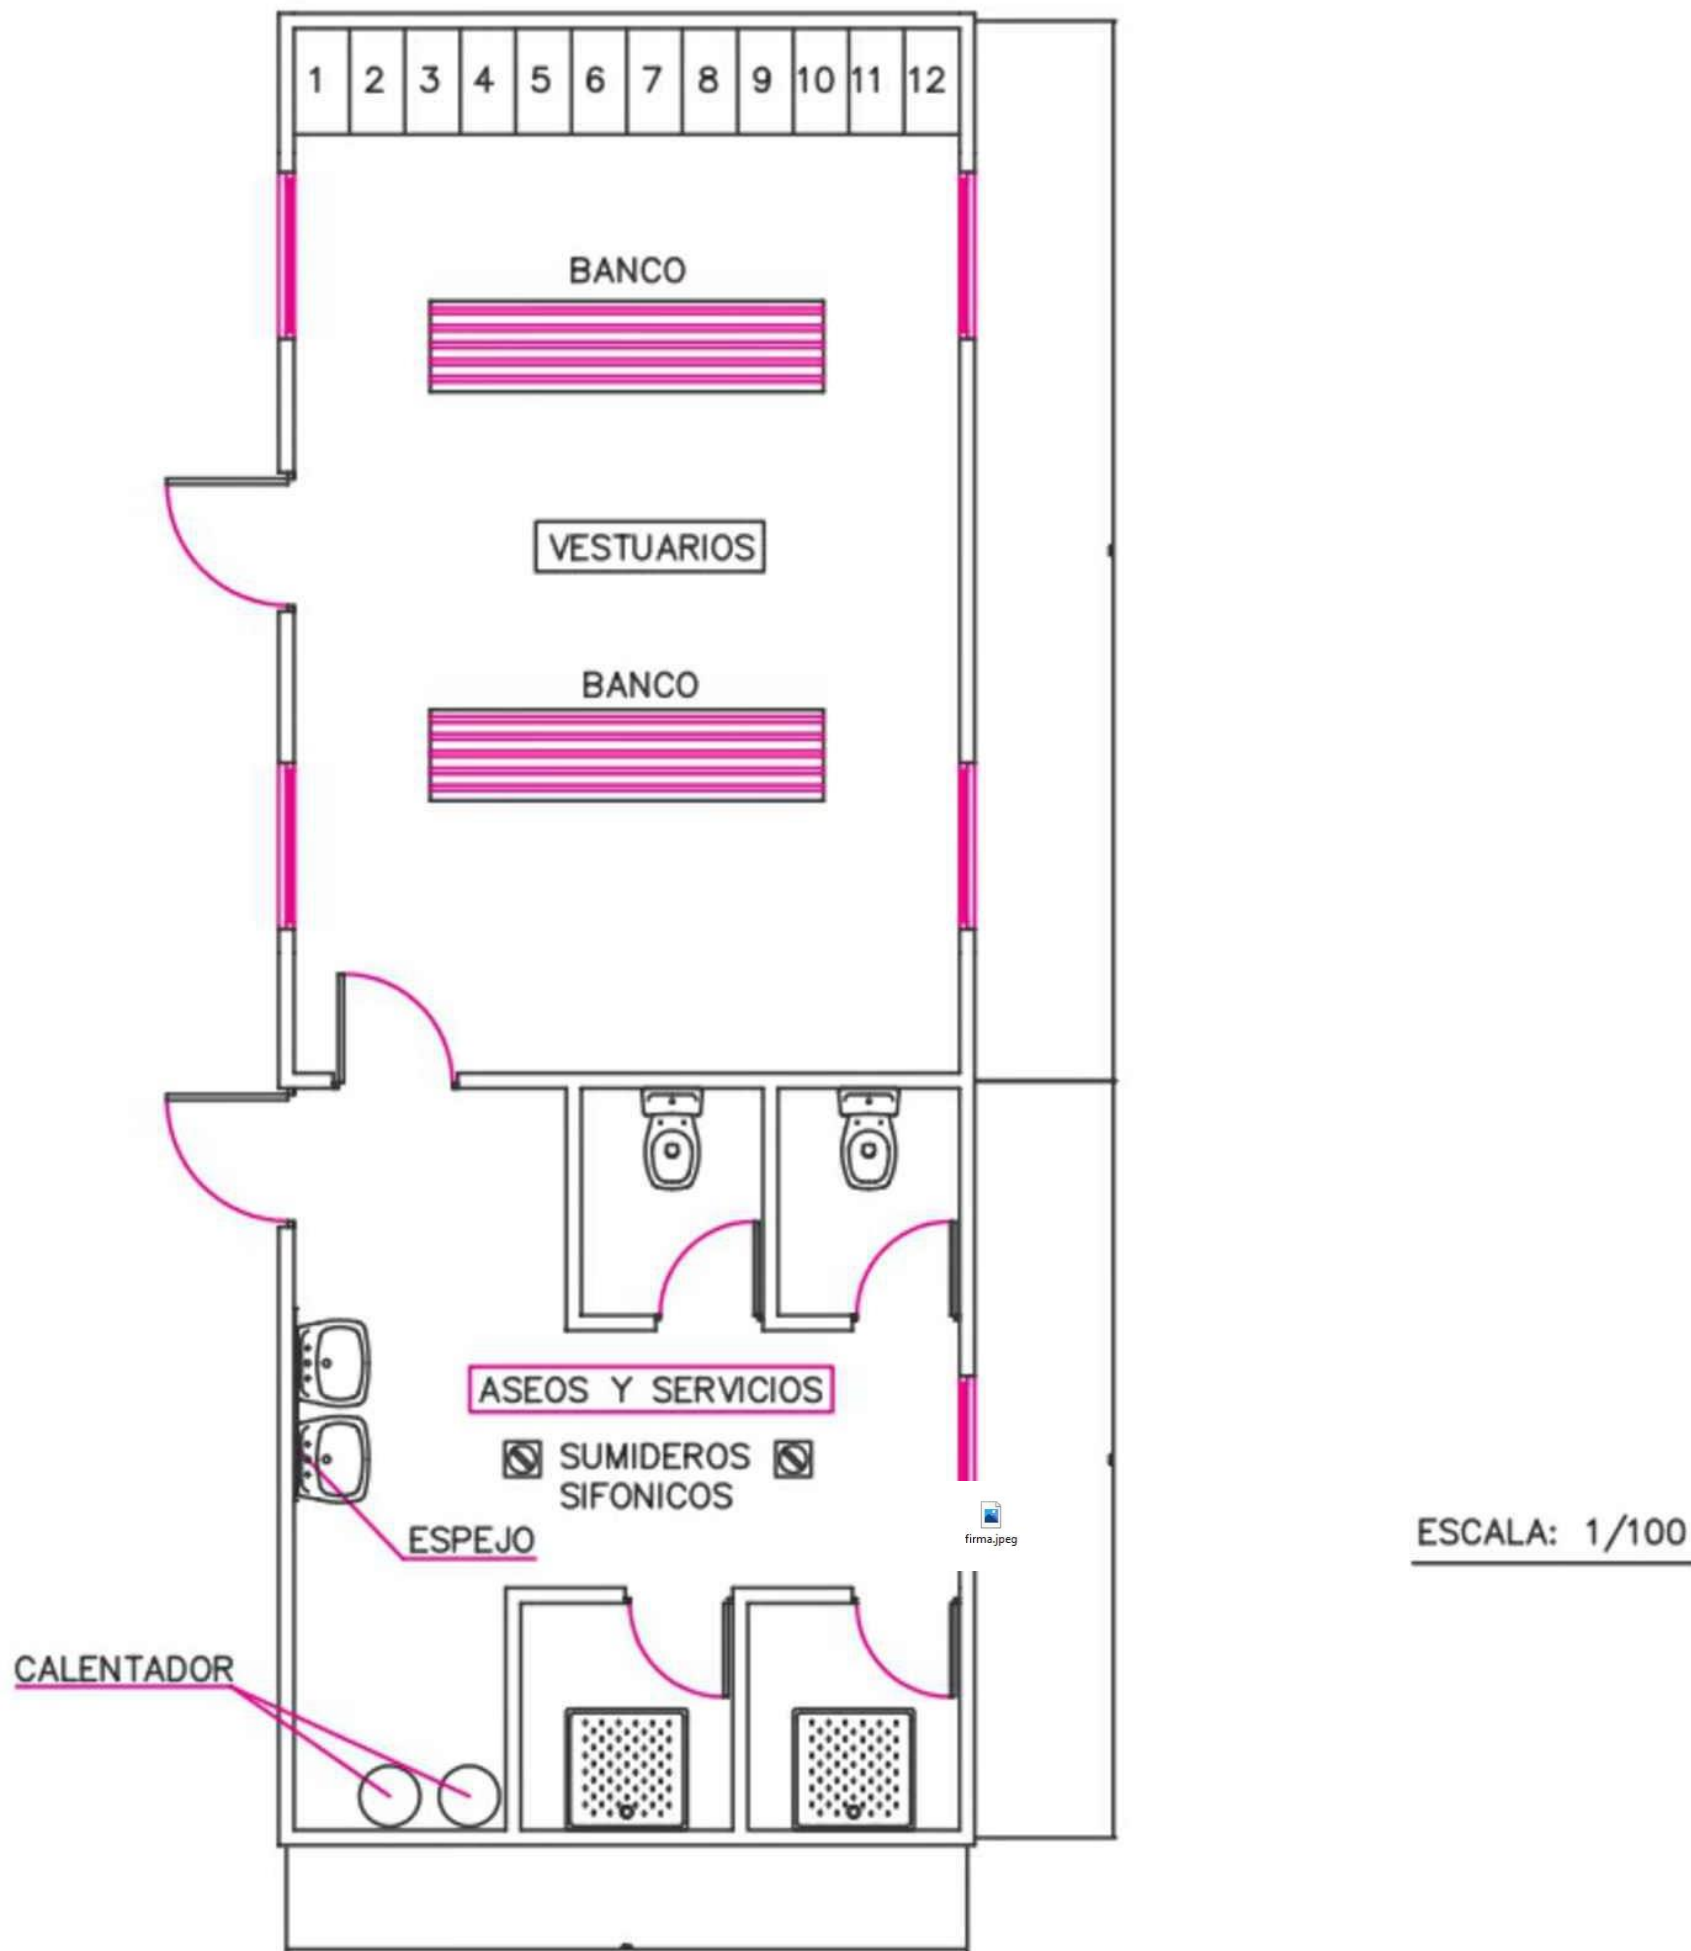 1 2 3 4 5 6 7 8 9 10 11 12
BANCO
VESTUARIOS
BANCO
ASEOS Y SERVICIOS
SUMIDEROS
SIFONICOS
firma.jpeg
ESCALA: 1/100
ESPEJO
CALENTADOR